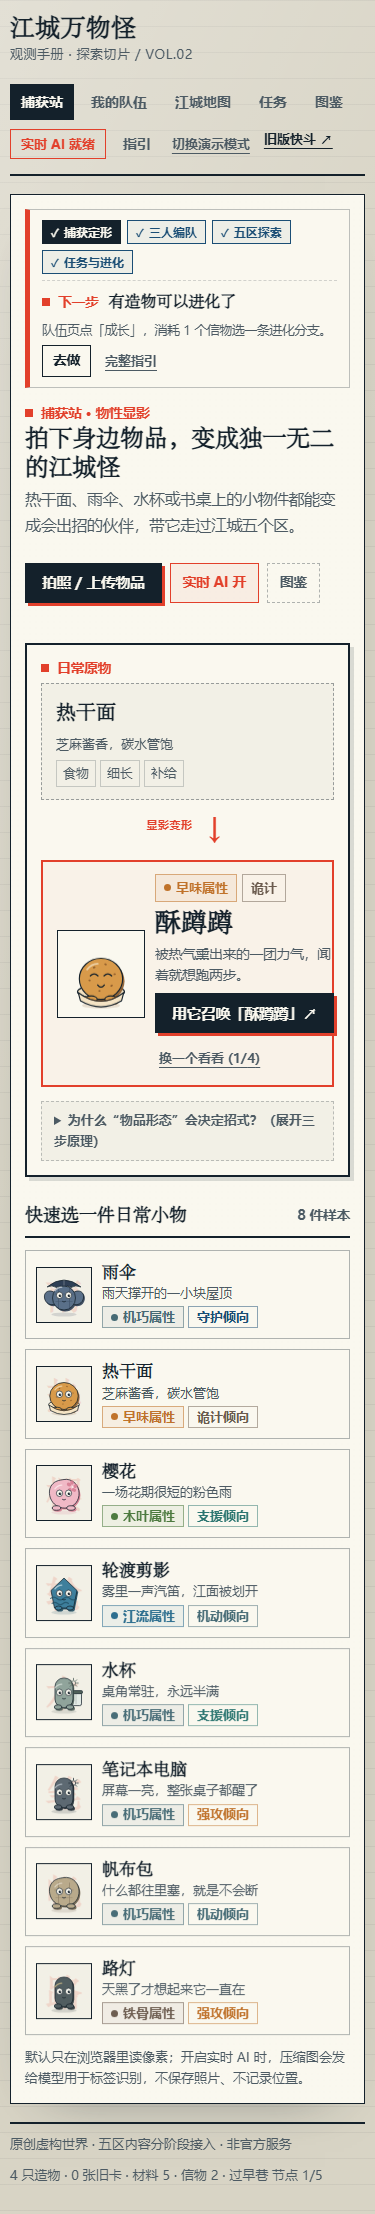 江城万物怪
观测手册 · 探索切片 / VOL.02
捕获站 我的队伍 江城地图 任务 图鉴
实时 AI 就绪 指引 切换演示模式 旧版快斗 ↗
✓ 捕获定形 ✓ 三人编队 ✓ 五区探索
✓ 任务与进化
下一步 有造物可以进化了
队伍页点「成长」，消耗 1 个信物选一条进化分支。
去做 完整指引
捕获站 • 物性显影
拍下身边物品，变成独一无二
的江城怪
热干面、雨伞、水杯或书桌上的小物件都能变
成会出招的伙伴，带它走过江城五个区。
拍照 / 上传物品 实时 AI 开 图鉴
日常原物
热干面
芝麻酱香，碳水管饱
食物 细长 补给
显影变形 ↓
早味属性 诡计
酥蹲蹲
被热气熏出来的一团力气，闻
着就想跑两步。
用它召唤「酥蹲蹲」 ↗
换一个看看 (1/4)
▶ 为什么“物品形态”会决定招式？（展开三
步原理）
快速选一件日常小物 8 件样本
雨伞
雨天撑开的一小块屋顶
机巧属性 守护倾向
热干面
芝麻酱香，碳水管饱
早味属性 诡计倾向
樱花
一场花期很短的粉色雨
木叶属性 支援倾向
轮渡剪影
雾里一声汽笛，江面被划开
江流属性 机动倾向
水杯
桌角常驻，永远半满
机巧属性 支援倾向
笔记本电脑
屏幕一亮，整张桌子都醒了
机巧属性 强攻倾向
帆布包
什么都往里塞，就是不会断
机巧属性 机动倾向
路灯
天黑了才想起来它一直在
铁骨属性 强攻倾向
默认只在浏览器里读像素；开启实时 AI 时，压缩图会发
给模型用于标签识别，不保存照片、不记录位置。
原创虚构世界 · 五区内容分阶段接入 · 非官方服务
4 只造物 · 0 张旧卡 · 材料 5 · 信物 2 · 过早巷 节点 1/5